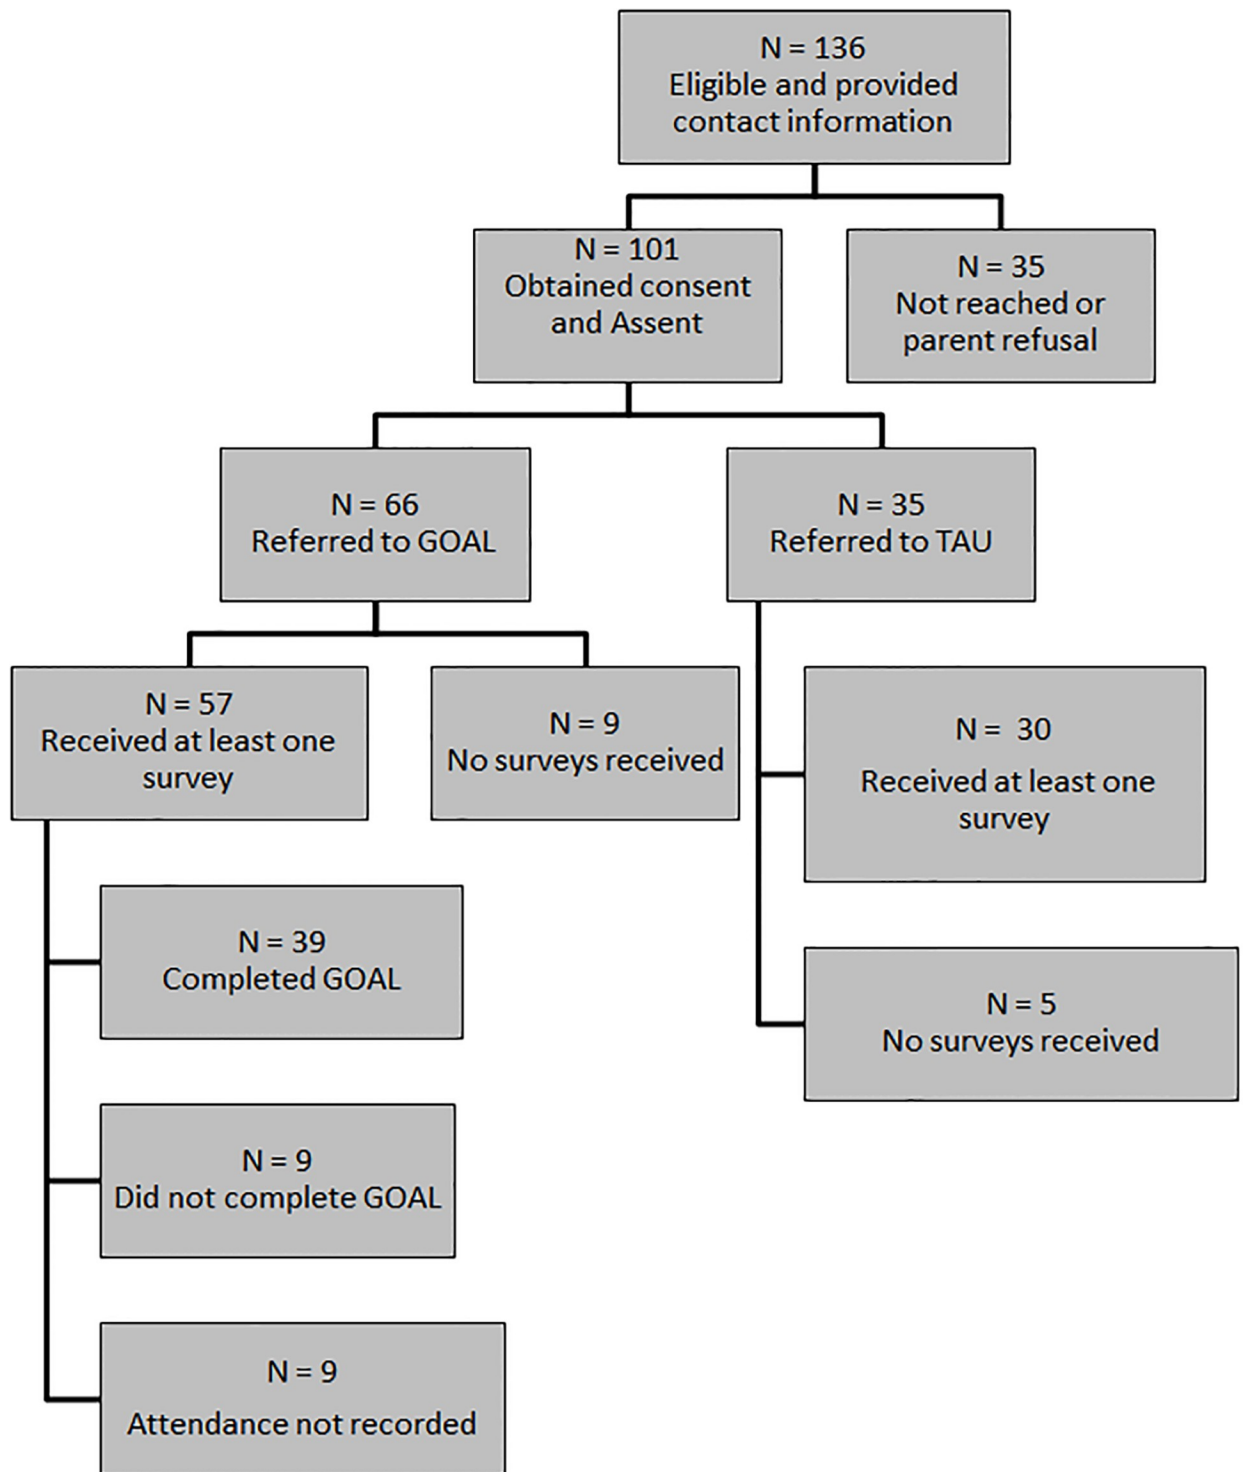 N = 136
Eligible and provided
contact information
N = 101
Obtained consent
and Assent
N = 35
Not reached or
parent refusal
N = 66
Referred to GOAL
N = 35
Referred to TAU
N = 57
Received at least one
survey
N = 9
No surveys received
N = 30
Received at least one
survey
N = 39
Completed GOAL
N = 5
No surveys received
N = 9
Did not complete GOAL
N = 9
Attendance not recorded